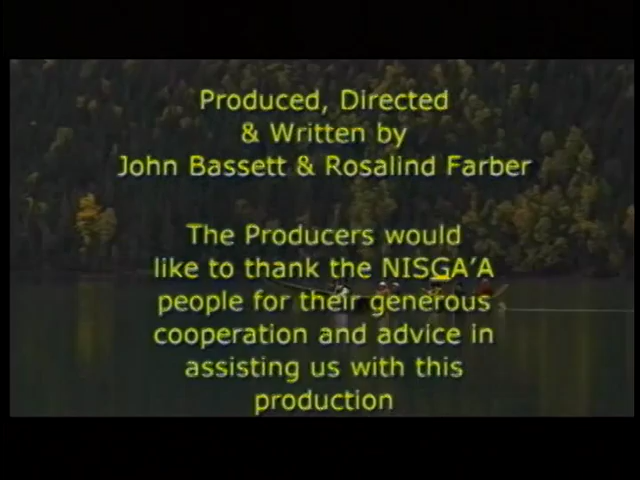 Produced, Directed
& Written by
John Bassett & Rosalind Farber
The Producers would
like to thank the NISGA'A
people for their generous
cooperation and advice in
assisting us with this
production